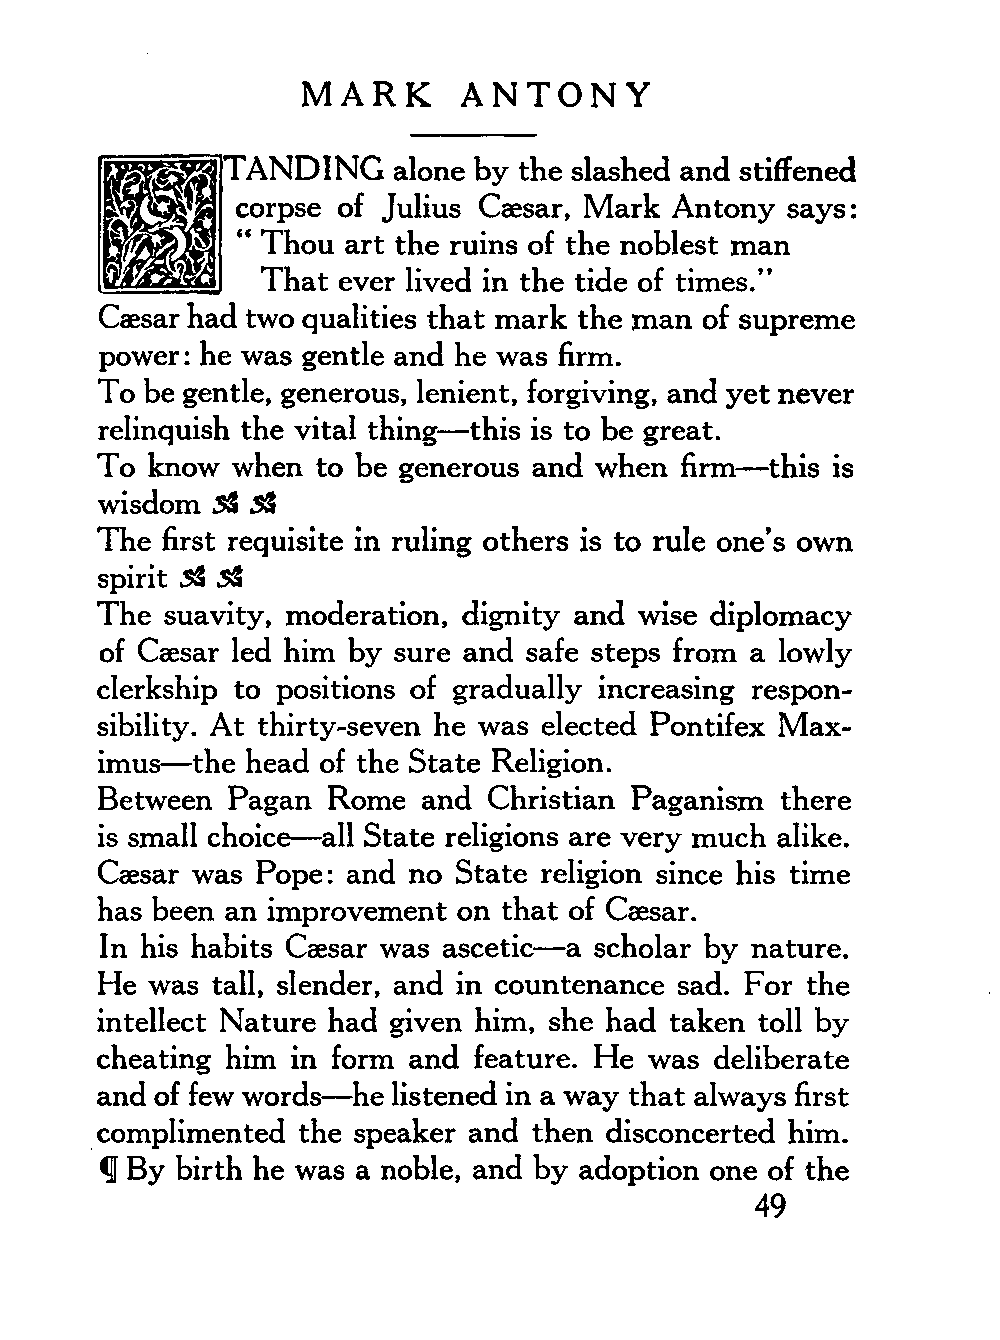 MARK ANTONY
STANDING alone by the slashed and stiffened
corpse of Julius Cæsar, Mark Antony says:
“ Thou art the ruins of the noblest man
That ever lived in the tide of times.”
Cæsar had two qualities that mark the man of supreme
power: he was gentle and he was firm.
To be gentle, generous, lenient, forgiving, and yet never
relinquish the vital thing—this is to be great.
To know when to be generous and when firm—this is
wisdom
The first requisite in ruling others is to rule one's own
spirit
The suavity, moderation, dignity and wise diplomacy
of Cæsar led him by sure and safe steps from a lowly
clerkship to positions of gradually increasing respon-
sibility. At thirty-seven he was elected Pontifex Max-
imus—the head of the State Religion.
Between Pagan Rome and Christian Paganism there
is small choice—all State religions are very much alike.
Cæsar was Pope: and no State religion since his time
has been an improvement on that of Cæsar.
In his habits Cæsar was ascetic—a scholar by nature.
He was tall, slender, and in countenance sad. For the
intellect Nature had given him, she had taken toll by
cheating him in form and feature. He was deliberate
and of few words—he listened in a way that always first
complimented the speaker and then disconcerted him.
¶ By birth he was a noble, and by adoption one of the
49